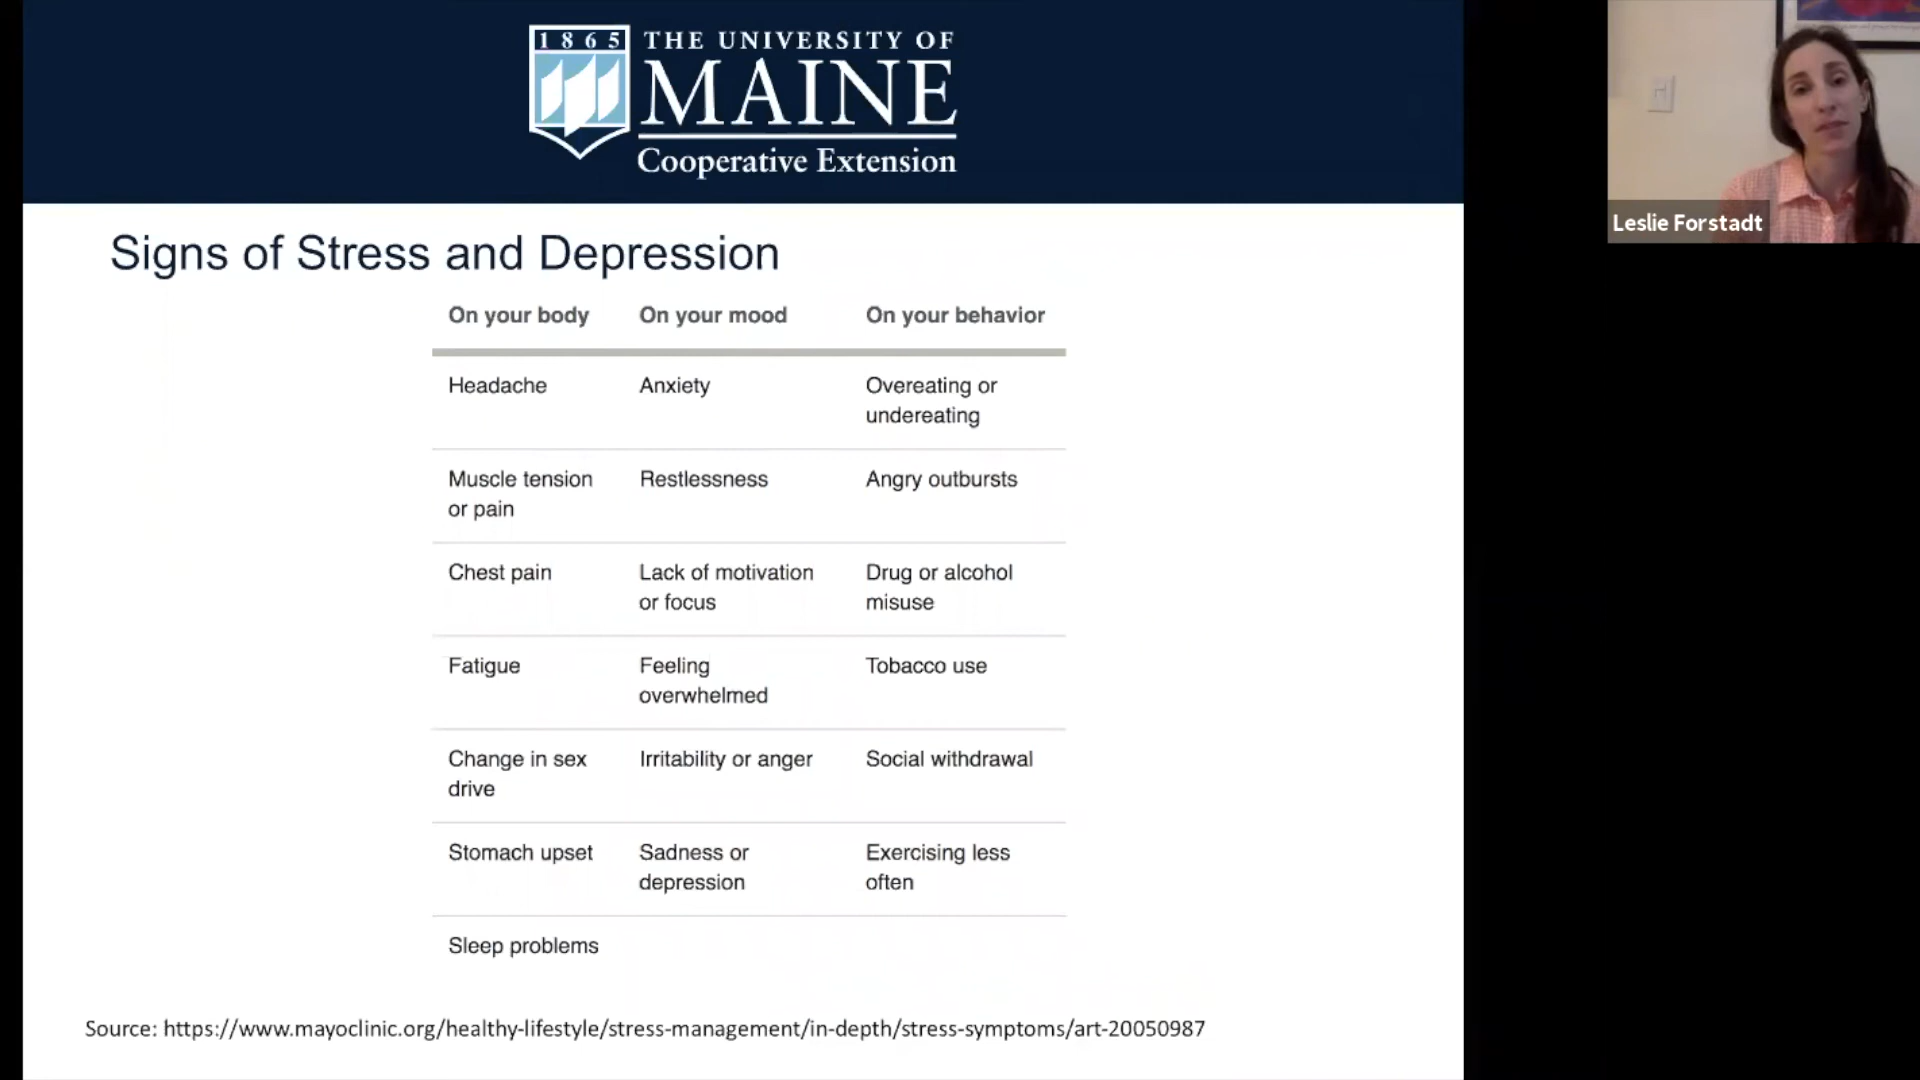 1865 THE UNIVERSITY OF
MAINE
Cooperative Extension
Leslie Forstadt
Signs of Stress and Depression
On your body On your mood On your behavior
Headache Anxiety Overeating or
undereating
Muscle tension Restlessness Angry outbursts
or pain
Chest pain Lack of motivation Drug or alcohol
or focus misuse
Fatigue Feeling Tobacco use
overwhelmed
Change in sex Irritability or anger Social withdrawal
drive
Stomach upset Sadness or Exercising less
depression often
Sleep problems
Source: https://www.mayoclinic.org/healthy-lifestyle/stress-management/in-depth/stress-symptoms/art-20050987